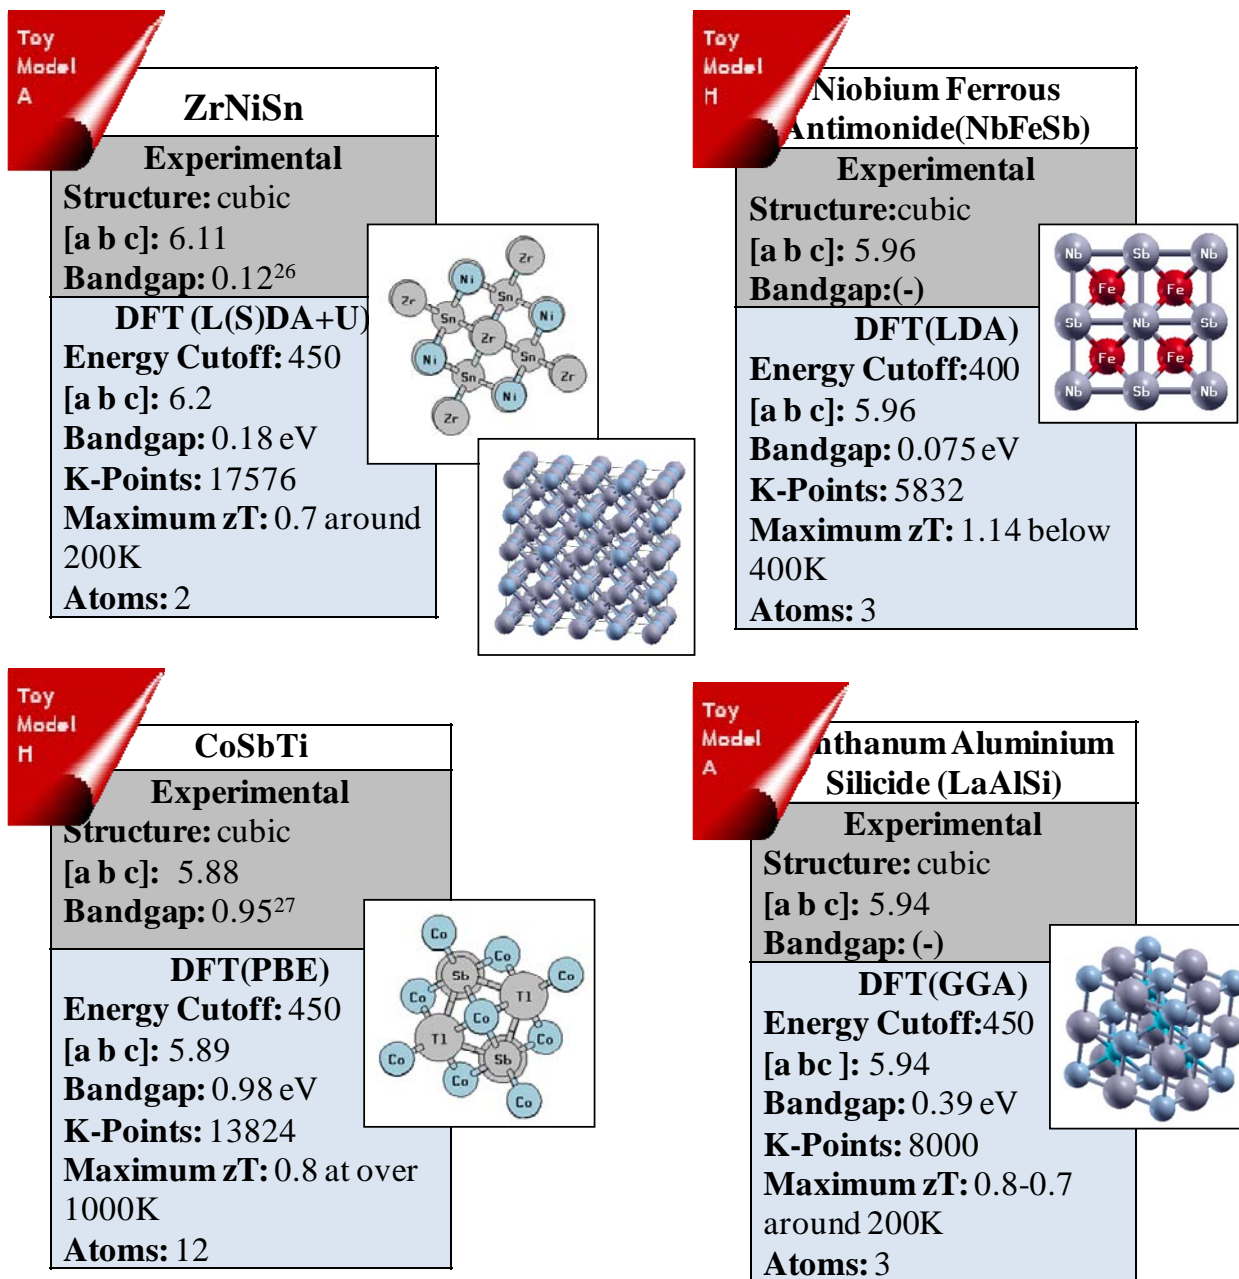 Toy
Model
A
ZrNiSn
Experimental
Structure: cubic
[a b c]: 6.11
Bandgap: 0.12²⁶
DFT (L(S)DA+U)
Energy Cutoff: 450
[a b c]: 6.2
Bandgap: 0.18 eV
K-Points: 17576
Maximum zT: 0.7 around
200K
Atoms: 2
Zr
Ni
Sn
Zr
Sn
Ni
Zr
Ni
Sn
Sn
Zr
Ni
Zr
Toy
Model
H
Niobium Ferrous
Antimonide(NbFeSb)
Experimental
Structure:cubic
[a b c]: 5.96
Bandgap:(-)
DFT(LDA)
Energy Cutoff:400
[a b c]: 5.96
Bandgap: 0.075 eV
K-Points: 5832
Maximum zT: 1.14 below
400K
Atoms: 3
Nb Sb Nb
Fe Fe
Sb Nb Sb
Fe Fe
Nb Sb Nb
Toy
Model
H
CoSbTi
Experimental
Structure: cubic
[a b c]: 5.88
Bandgap: 0.95²⁷
DFT(PBE)
Energy Cutoff: 450
[a b c]: 5.89
Bandgap: 0.98 eV
K-Points: 13824
Maximum zT: 0.8 at over
1000K
Atoms: 12
Co
Co
Sb
Co
Co
Tl
Co
Tl
Co
Co
Sb
Co
Co
Toy
Model
A
nthanum Aluminium
Silicide (LaAlSi)
Experimental
Structure: cubic
[a b c]: 5.94
Bandgap: (-)
DFT(GGA)
Energy Cutoff:450
[a bc ]: 5.94
Bandgap: 0.39 eV
K-Points: 8000
Maximum zT: 0.8-0.7
around 200K
Atoms: 3